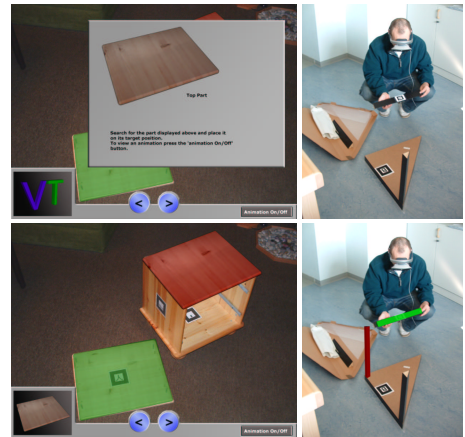 Top Part
Search for the part displayed above and place it
on its target position.
To view an animation press the 'animation On/Off'
button.
VT
< >
Animation On/Off
A
< >
Animation On/Off